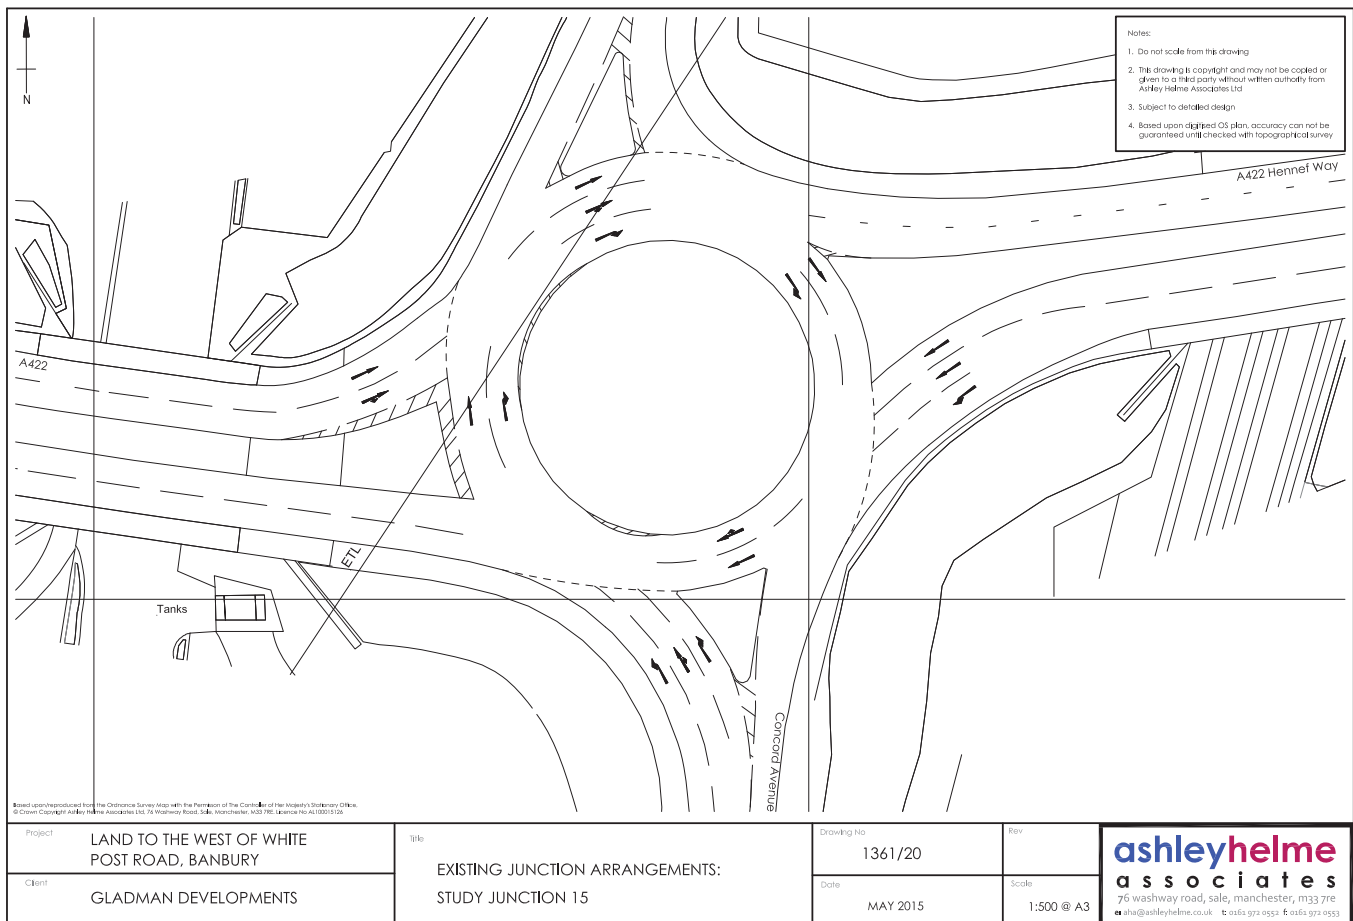 N
Notes:
1. Do not scale from this drawing
2. This drawing is copyright and may not be copied or
given to a third party without written authority from
Ashley Helme Associates Ltd
3. Subject to detailed design
4. Based upon digitised OS plan, accuracy can not be
guaranteed until checked with topographical survey
A422 Hennef Way
A422
ETL
Tanks
Concord Avenue
Based upon/reproduced from the Ordnance Survey Map with the Permison of The Controller of Her Majesty's Stationary Office,
© Crown Copyright Ashley Helme Associates Ltd, 76 Washway Road, Sale, Manchester, M33 7RE. Licence No AL100015126
Project
LAND TO THE WEST OF WHITE
POST ROAD, BANBURY
Client
GLADMAN DEVELOPMENTS
Title
EXISTING JUNCTION ARRANGEMENTS:
STUDY JUNCTION 15
Drawing No
1361/20
Rev
Date
MAY 2015
Scale
1:500 @ A3
ashleyhelme
associates
76 washway road, sale, manchester, m33 7re
e: aha@ashleyhelme.co.uk t: 0161 972 0552 f: 0161 972 0553